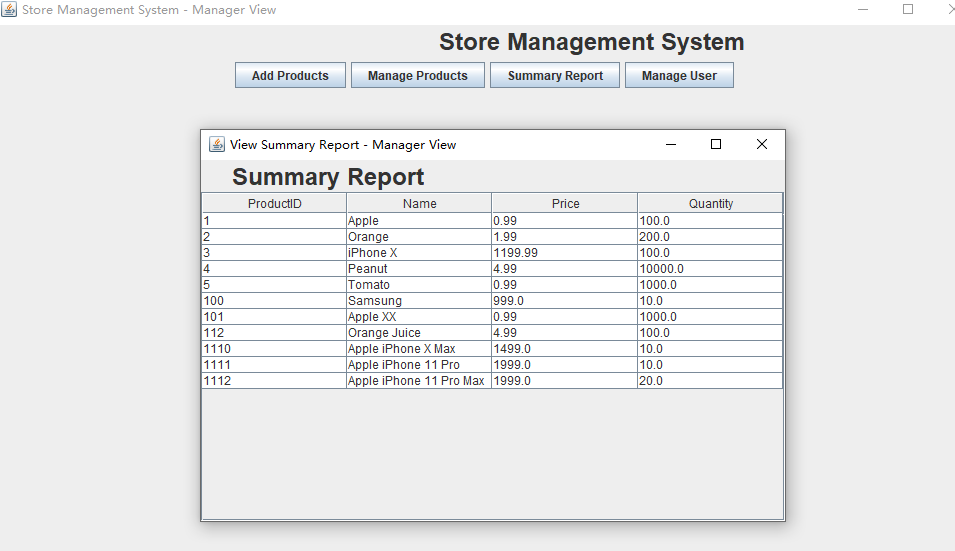 Store Management System - Manager View
Store Management System
Add Products Manage Products Summary Report Manage User
View Summary Report - Manager View
Summary Report
ProductID Name Price Quantity
1 Apple 0.99 100.0
2 Orange 1.99 200.0
3 iPhone X 1199.99 100.0
4 Peanut 4.99 10000.0
5 Tomato 0.99 1000.0
100 Samsung 999.0 10.0
101 Apple XX 0.99 1000.0
112 Orange Juice 4.99 100.0
1110 Apple iPhone X Max 1499.0 10.0
1111 Apple iPhone 11 Pro 1999.0 10.0
1112 Apple iPhone 11 Pro Max 1999.0 20.0